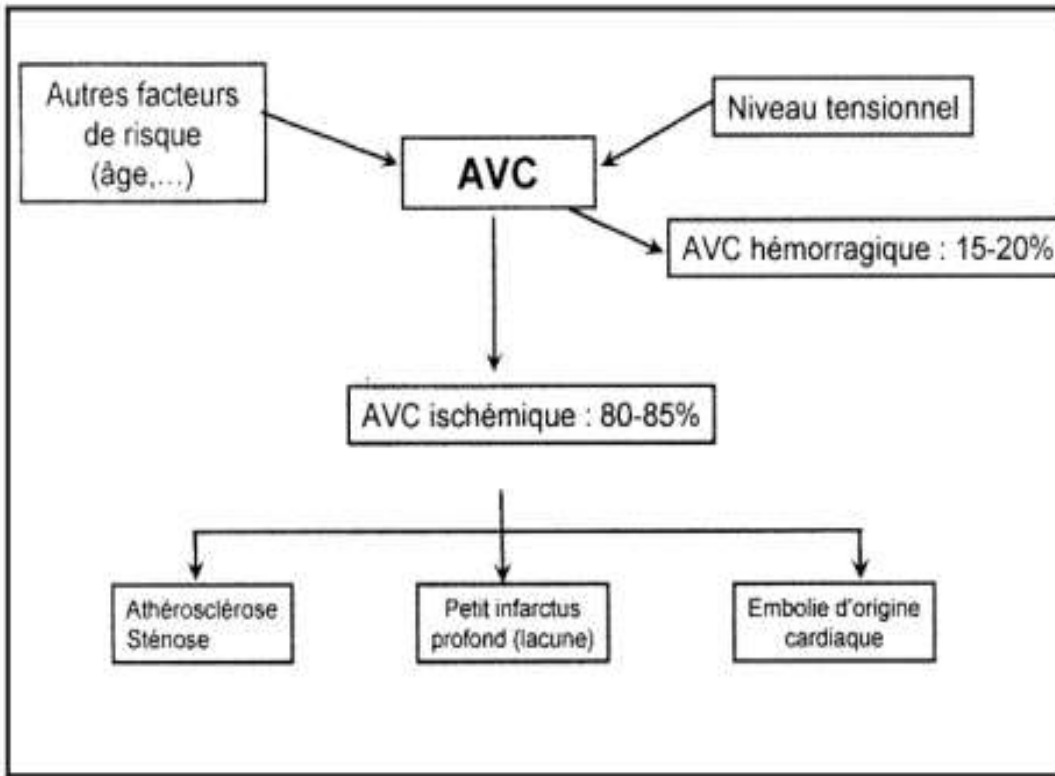 Autres facteurs
de risque
(âge,...)
Niveau tensionnel
AVC
AVC hémorragique : 15-20%
AVC ischémique : 80-85%
Athérosclérose
Sténose
Petit infarctus
profond (lacune)
Embolie d'origine
cardiaque